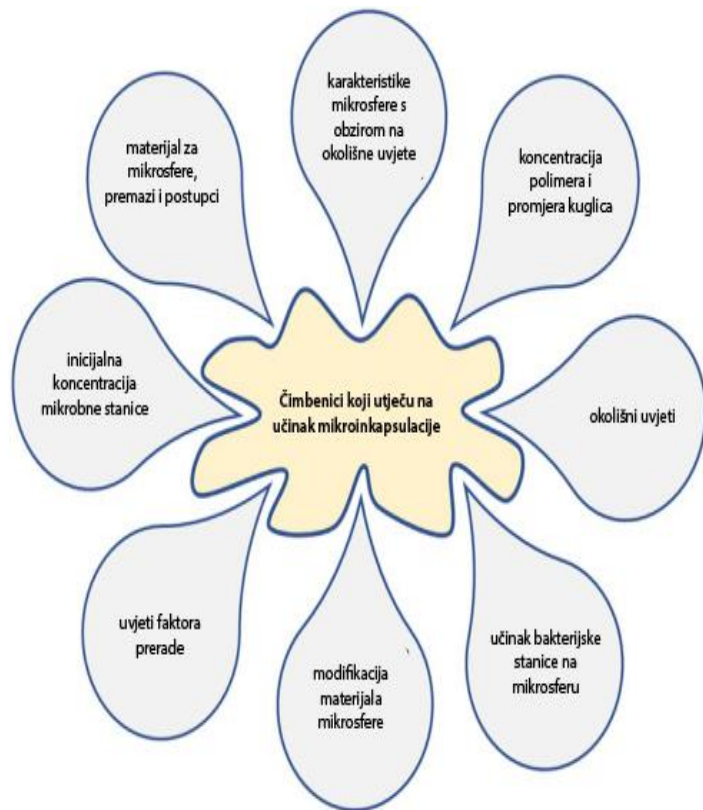 karakteristike
mikrosfere s
obzirom na
okolišne uvjete
materijal za
mikrosfere,
premazi i postupci
koncentracija
polimera i
promjera kuglica
inicijalna
koncentracija
mikrobne stanice
Čimbenici koji utječu na
učinak mikroinkapsulacije
okolišni uvjeti
uvjeti faktora
prerade
modifikacija
materijala
mikrosfere
učinak bakterijske
stanice na
mikrosferu